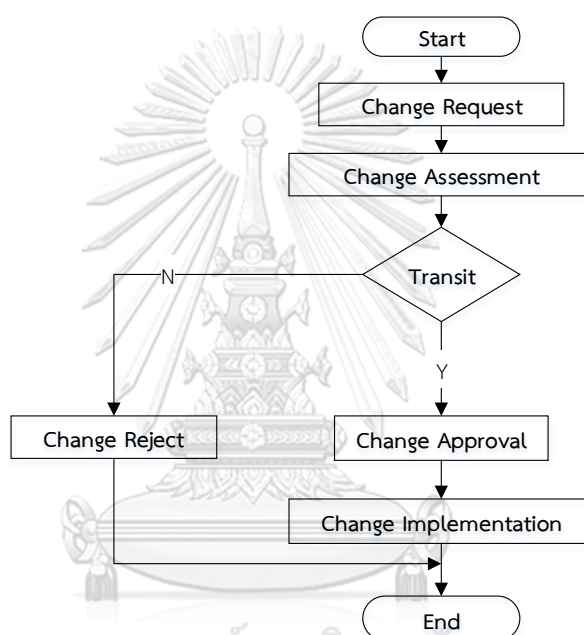 Start
Change Request
Change Assessment
Transit
N
Y
Change Reject
Change Approval
Change Implementation
End